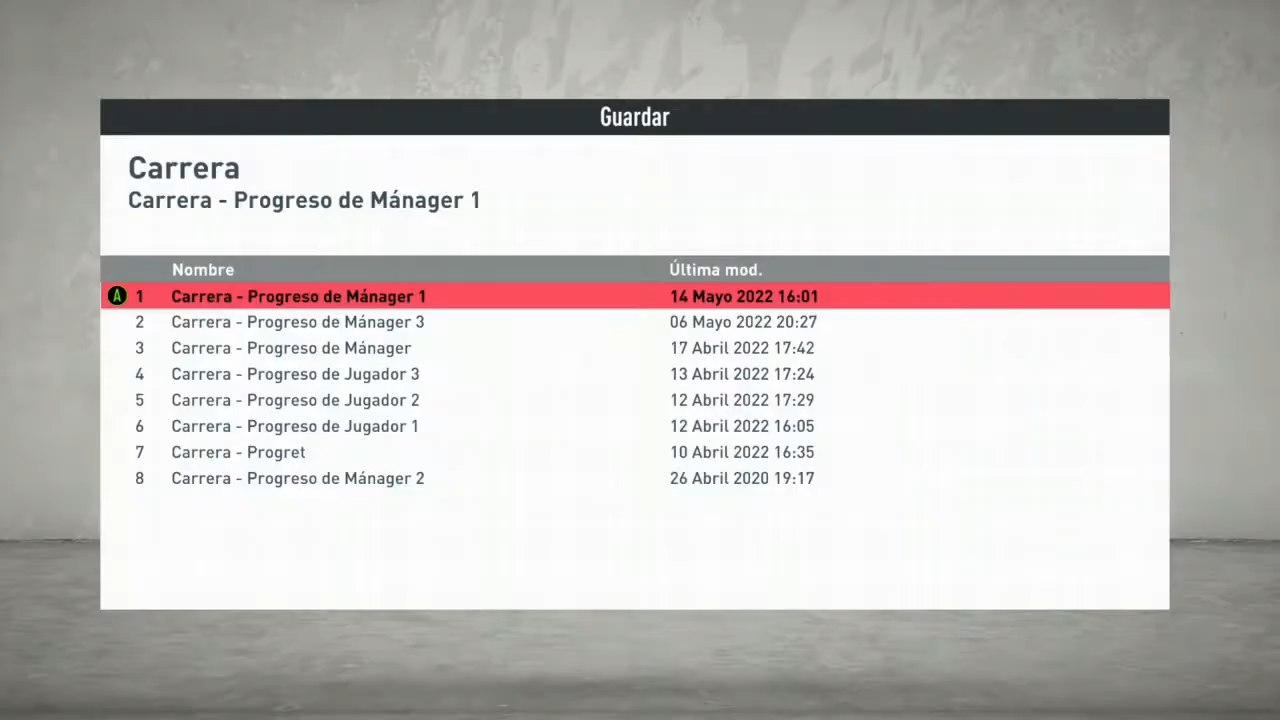 Guardar
Carrera
Carrera - Progreso de Mánager 1
Nombre Última mod.
A 1 Carrera - Progreso de Mánager 1 14 Mayo 2022 16:01
2 Carrera - Progreso de Mánager 3 06 Mayo 2022 20:27
3 Carrera - Progreso de Mánager 17 Abril 2022 17:42
4 Carrera - Progreso de Jugador 3 13 Abril 2022 17:24
5 Carrera - Progreso de Jugador 2 12 Abril 2022 17:29
6 Carrera - Progreso de Jugador 1 12 Abril 2022 16:05
7 Carrera - Progret 10 Abril 2022 16:35
8 Carrera - Progreso de Mánager 2 26 Abril 2020 19:17